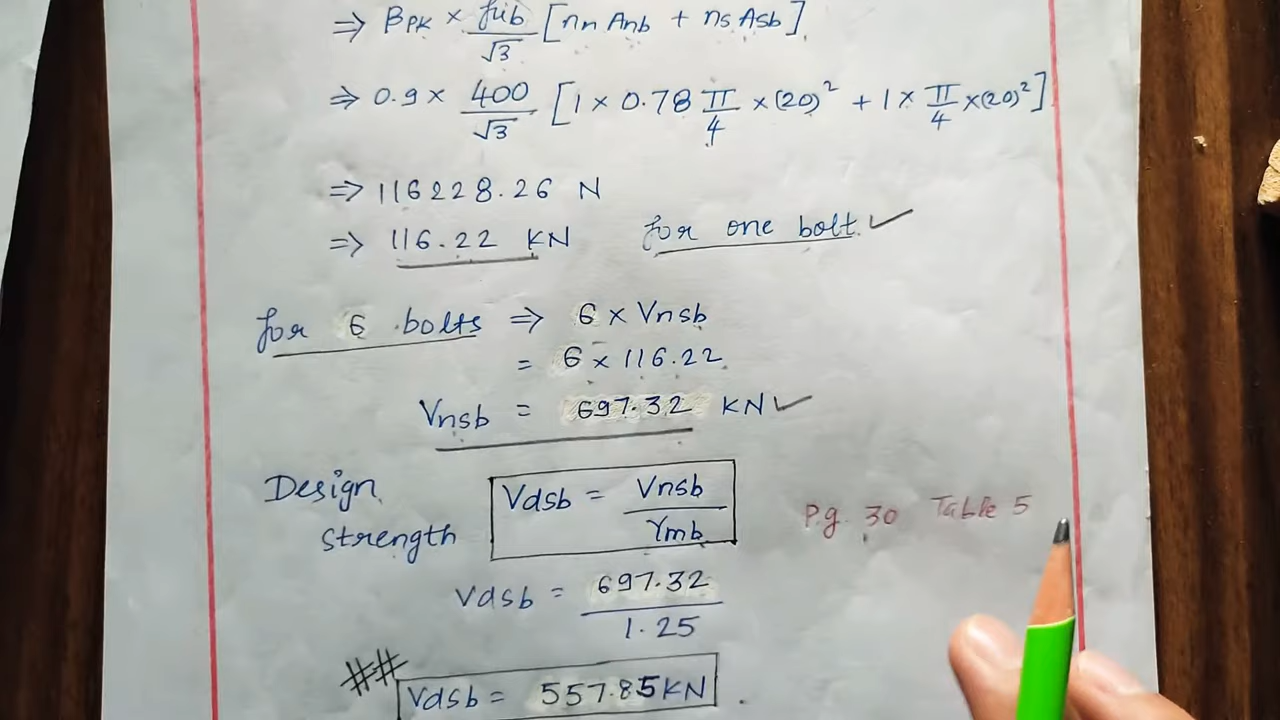 ⇒ βPK × fub/√3 [nn Anb + ns Asb]
⇒ 0.9 × 400/√3 [1 × 0.78 π/4 × (20)² + 1 × π/4 × (20)²]
⇒ 116228.26 N
⇒ 116.22 KN for one bolt. ✓
for 6 bolts ⇒ 6 × Vnsb
= 6 × 116.22
Vnsb = 697.32 KN ✓
Design strength Vdsb = Vnsb/γmb P.g. 30 Table 5
Vdsb = 697.32/1.25
## Vdsb = 557.85 KN.